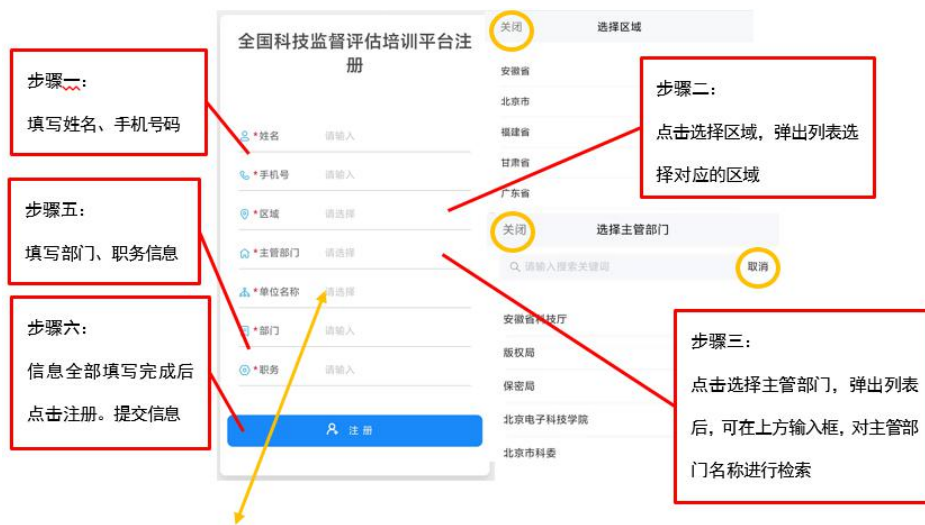 步骤一：
填写姓名、手机号码
步骤五：
填写部门、职务信息
步骤六：
信息全部填写完成后
点击注册。提交信息
全国科技监督评估培训平台注
册
*姓名 请输入
*手机号 请输入
*区域 请选择
*主管部门 请选择
*单位名称 请选择
*部门 请输入
*职务 请输入
注册
关闭 选择区域
安徽省
北京市
福建省
甘肃省
广东省
关闭 选择主管部门
请输入搜索关键词 取消
安徽省科技厅
版权局
保密局
北京电子科技学院
北京市科委
步骤二：
点击选择区域，弹出列表选
择对应的区域
步骤三：
点击选择主管部门，弹出列表
后，可在上方输入框，对主管部
门名称进行检索